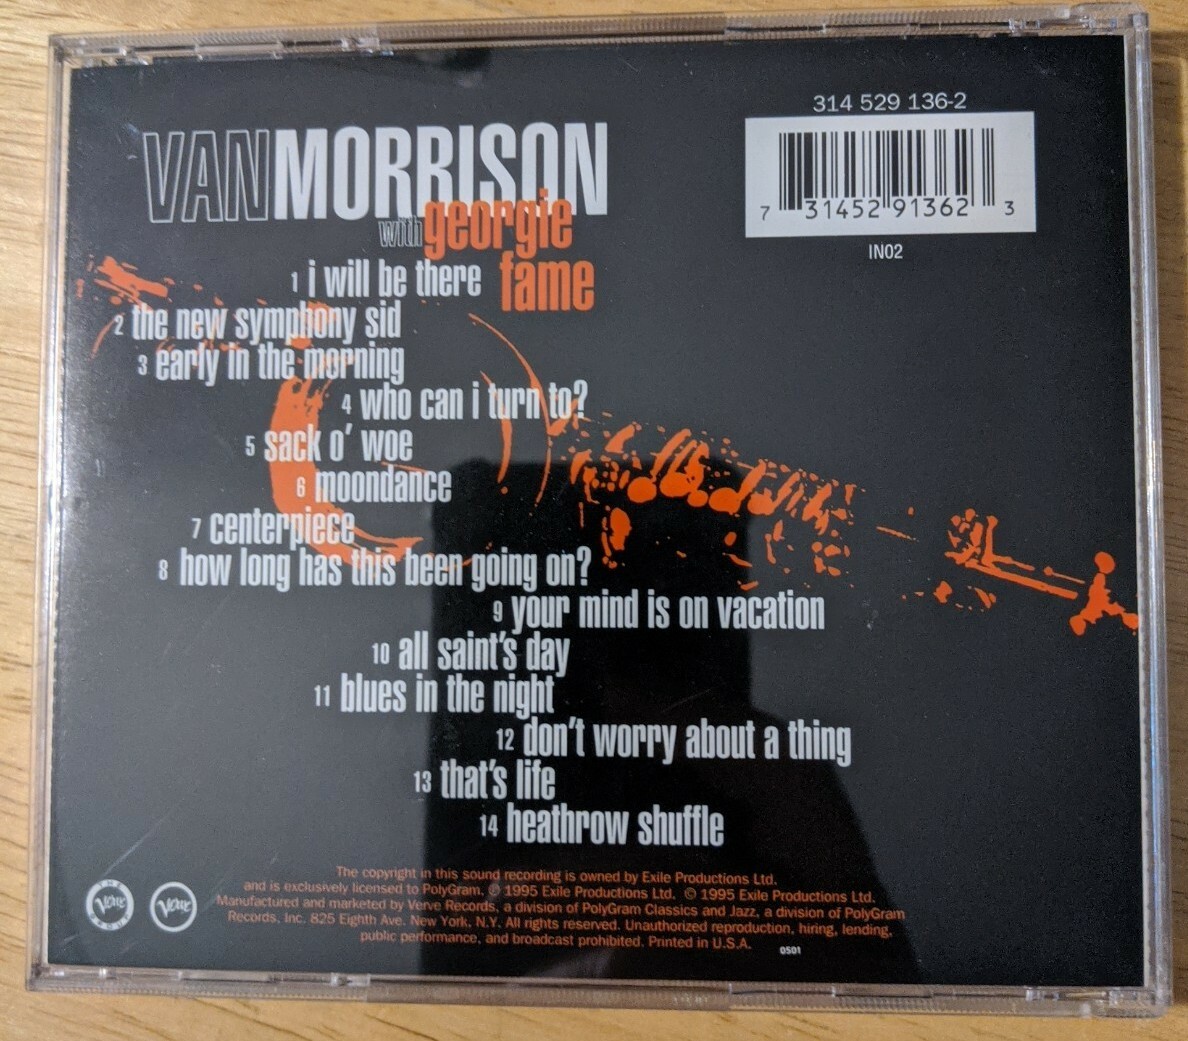 314 529 136-2
VANMORRISON
with georgie
fame
7 31452 91362 3
IN02
1 i will be there
2 the new symphony sid
3 early in the morning
4 who can i turn to?
5 sack o' woe
6 moondance
7 centerpiece
8 how long has this been going on?
9 your mind is on vacation
10 all saint's day
11 blues in the night
12 don't worry about a thing
13 that's life
14 heathrow shuffle
The copyright in this sound recording is owned by Exile Productions Ltd.
and is exclusively licensed to PolyGram. ℗ 1995 Exile Productions Ltd. © 1995 Exile Productions Ltd.
Manufactured and marketed by Verve Records, a division of PolyGram Classics and Jazz, a division of PolyGram
Records, Inc. 825 Eighth Ave. New York, N.Y. All rights reserved. Unauthorized reproduction, hiring, lending,
public performance, and broadcast prohibited. Printed in U.S.A.
0501
THE
Verve
GROUP
Verve